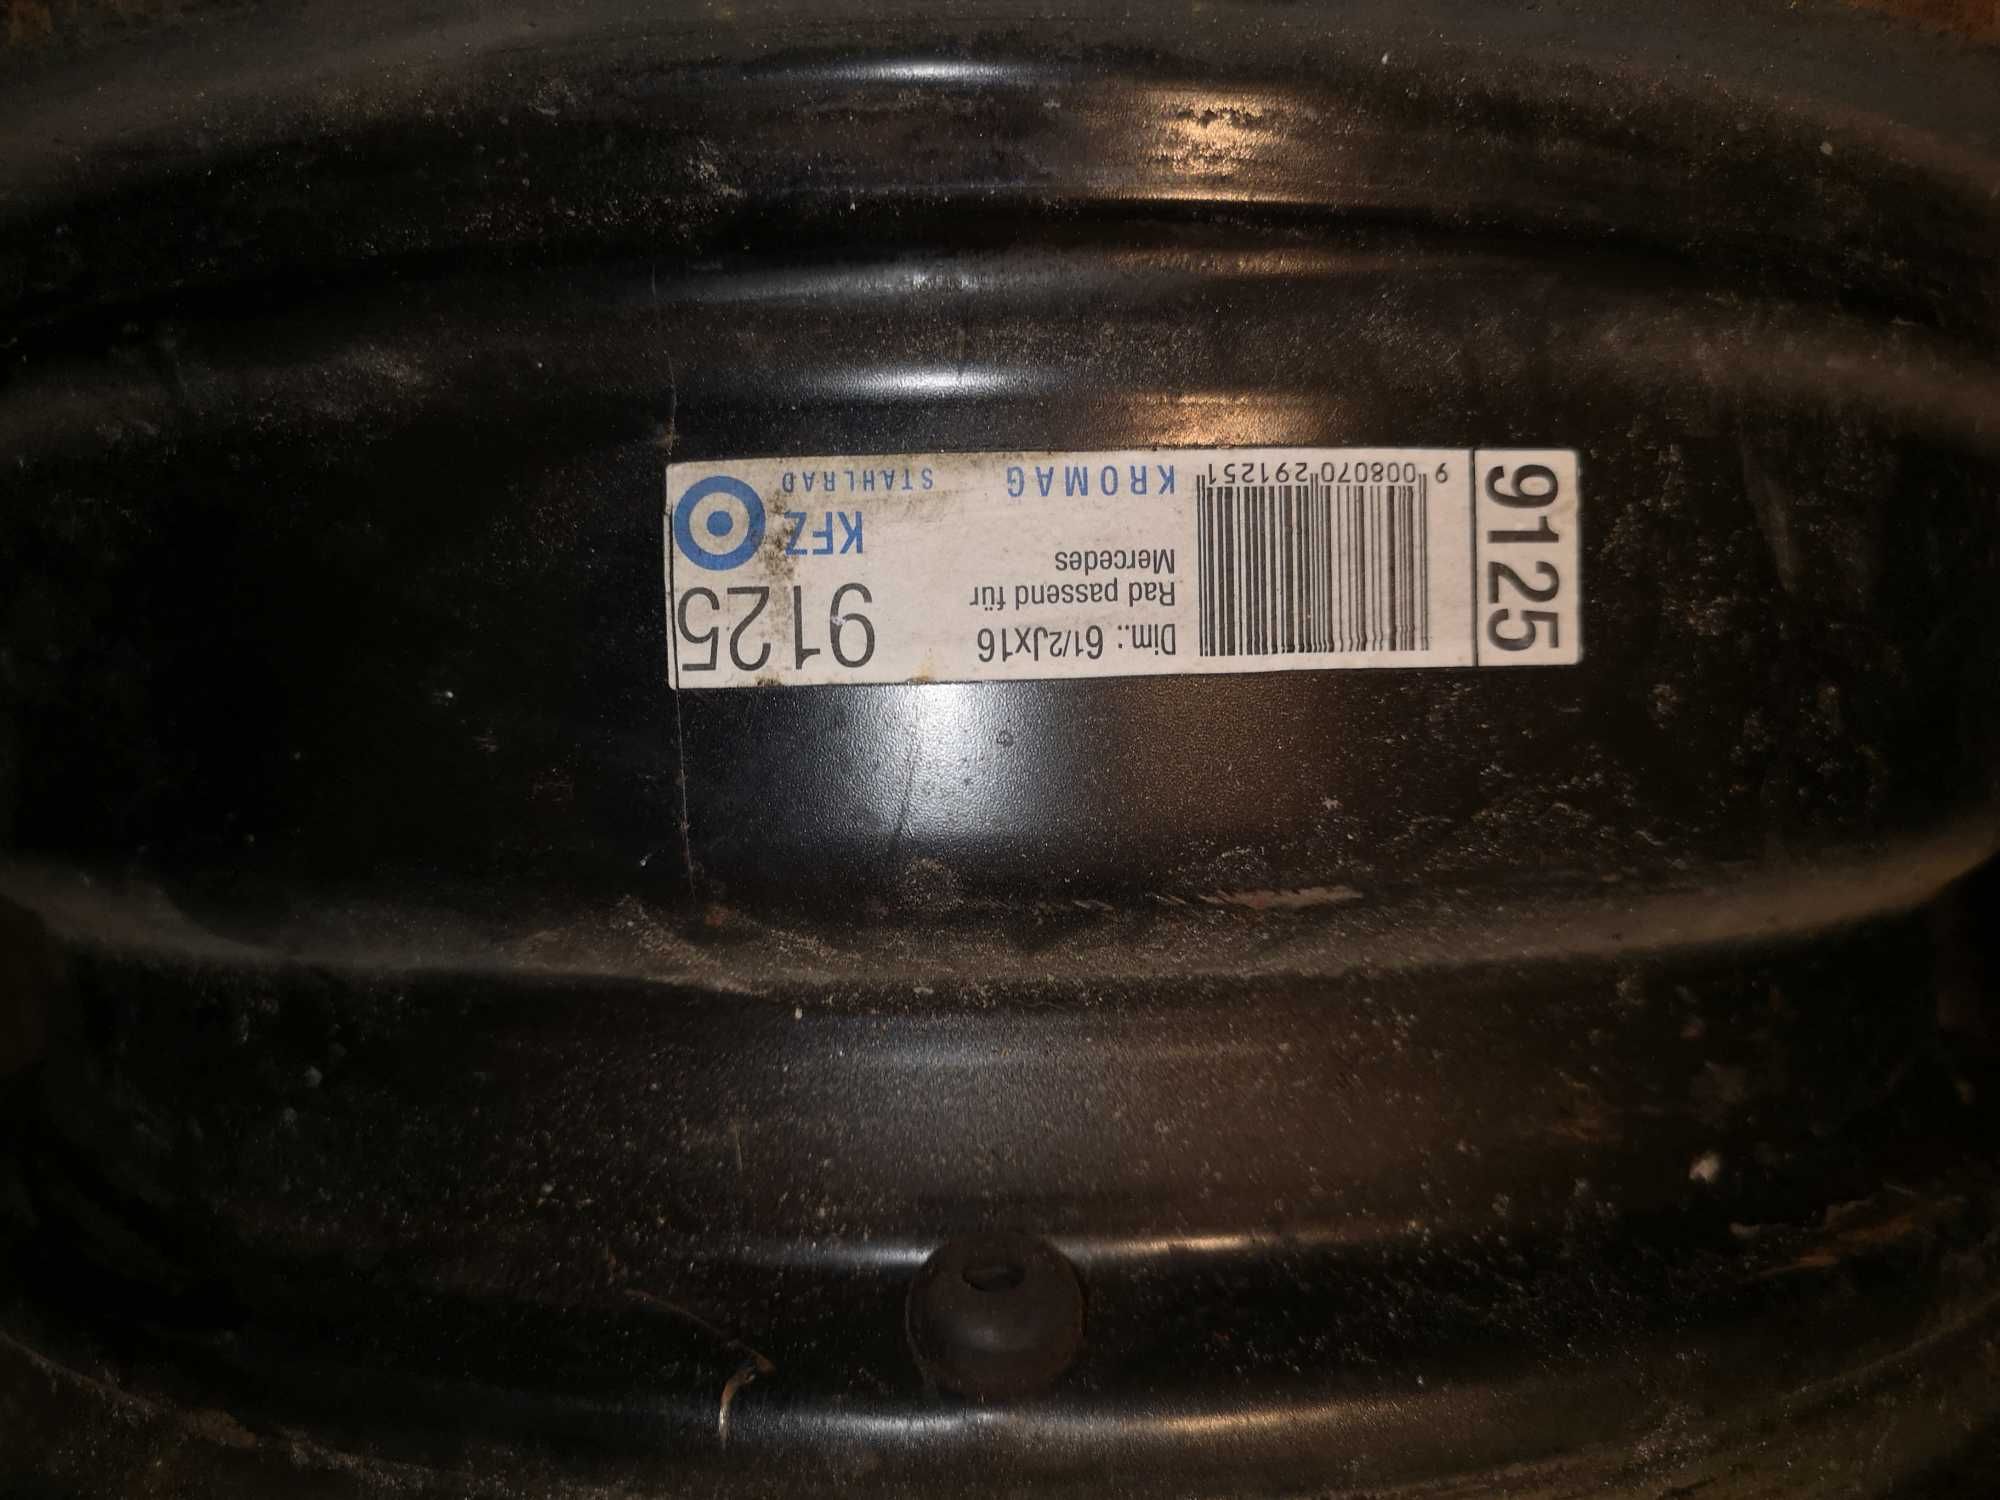 9125
9 008070 291251
Dim.: 61/2Jx16
Rad passend für
Mercedes
KROMAG
9125
KFZ
STAHLRAD